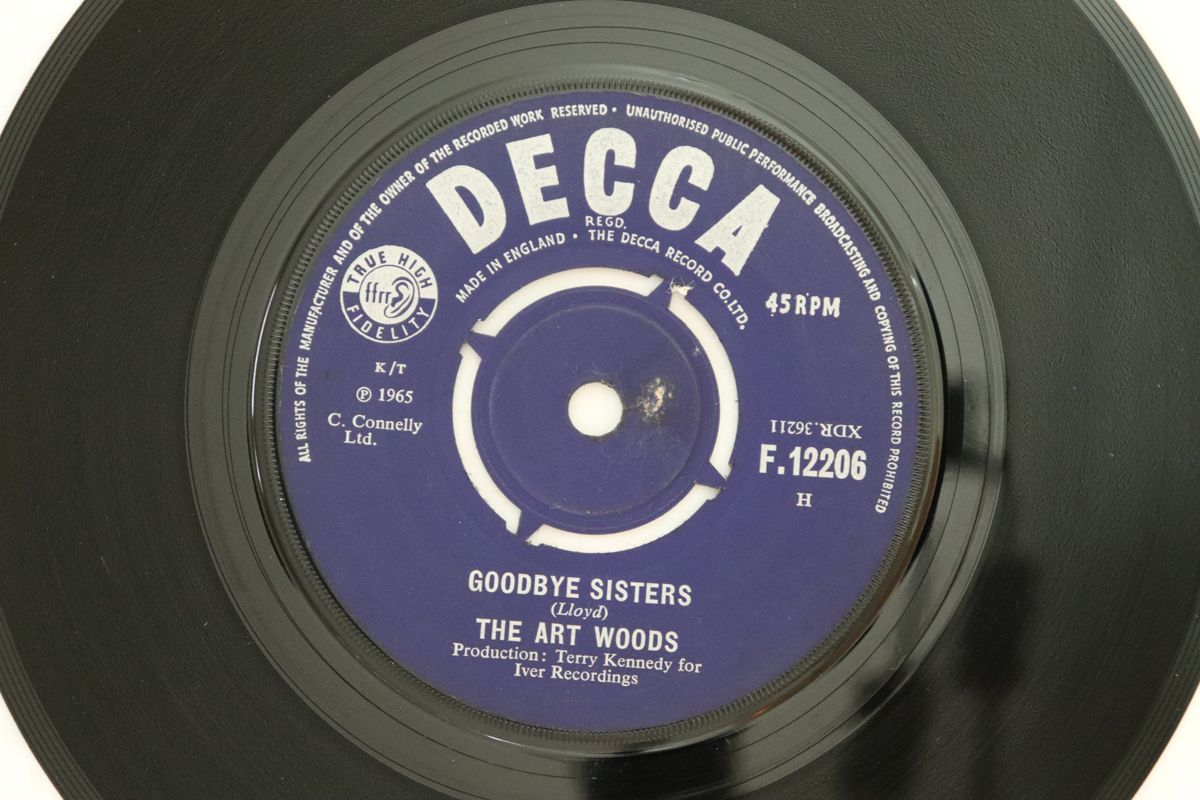 ALL RIGHTS OF THE MANUFACTURER AND OF THE OWNER OF THE RECORDED WORK RESERVED • UNAUTHORISED PUBLIC PERFORMANCE BROADCASTING AND COPYING OF THIS RECORD PROHIBITED
DECCA
REGD.
MADE IN ENGLAND • THE DECCA RECORD CO. LTD.
TRUE HIGH
ffrr
FIDELITY
45 RPM
K/T
Ⓟ 1965
C. Connelly
Ltd.
XDR.36211
F.12206
H
GOODBYE SISTERS
(Lloyd)
THE ART WOODS
Production: Terry Kennedy for
Iver Recordings